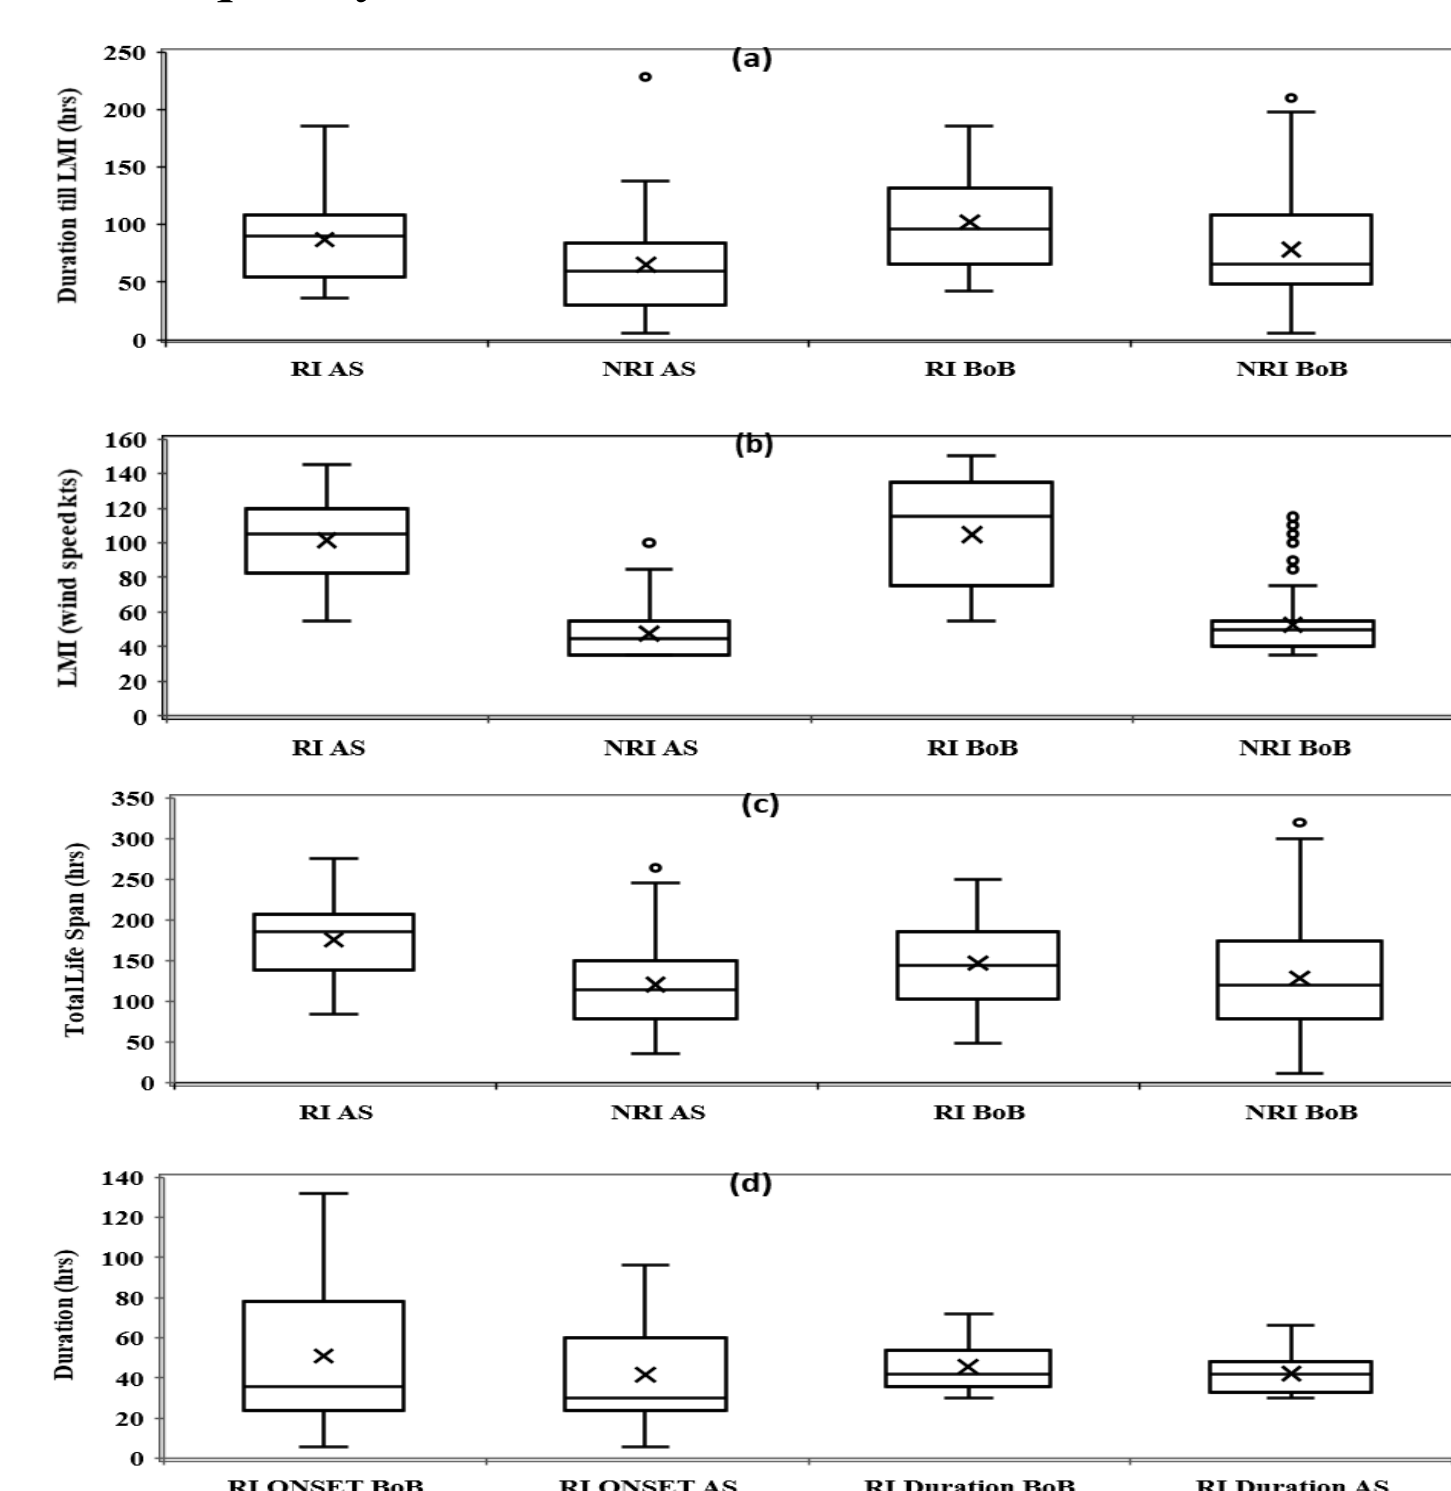 (a)
250
200
150
100
50
0
Duration till LMI (hrs)
RI AS NRI AS RI BoB NRI BoB
(b)
160
140
120
100
80
60
40
20
0
LMI (wind speed kts)
RI AS NRI AS RI BoB NRI BoB
(c)
350
300
250
200
150
100
50
0
Total Life Span (hrs)
RI AS NRI AS RI BoB NRI BoB
(d)
140
120
100
80
60
40
20
0
Duration (hrs)
RI ONSET BoB RI ONSET AS RI Duration BoB RI Duration AS